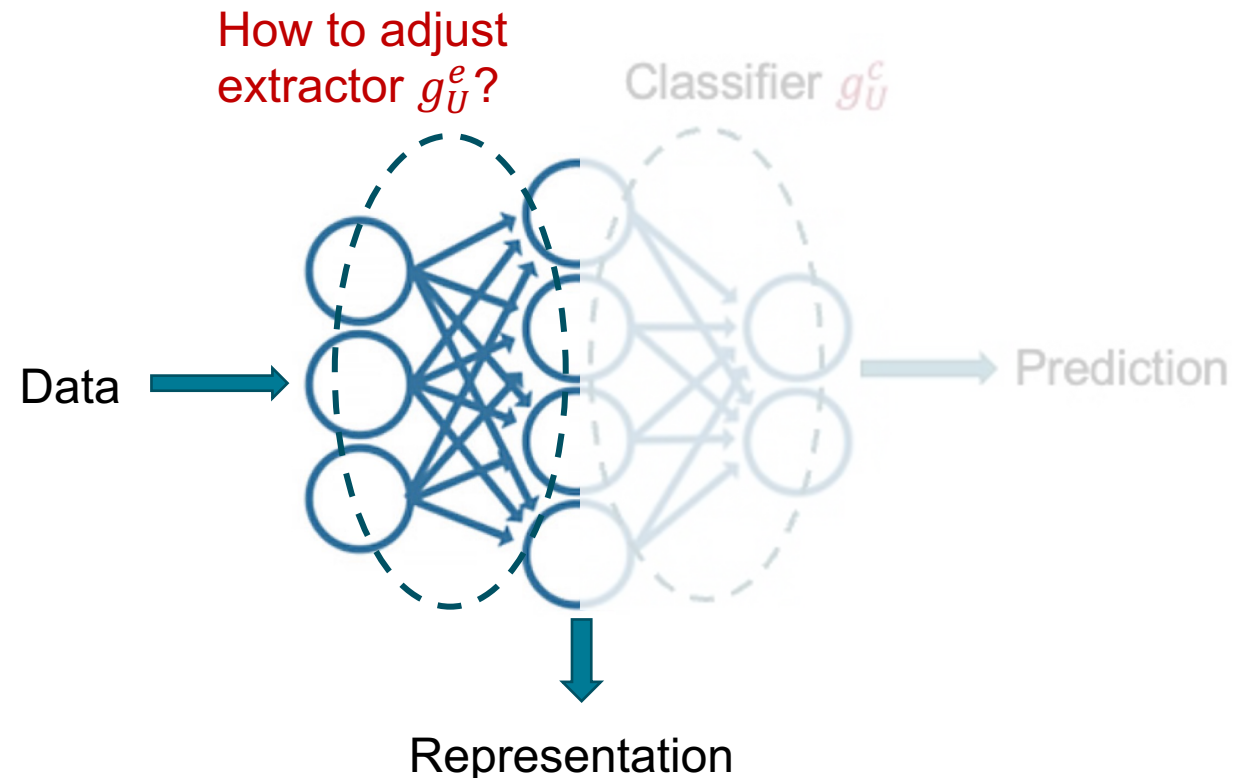 How to adjust
extractor $g_U^e$?
Classifier $g_U^c$
Data
Prediction
Representation